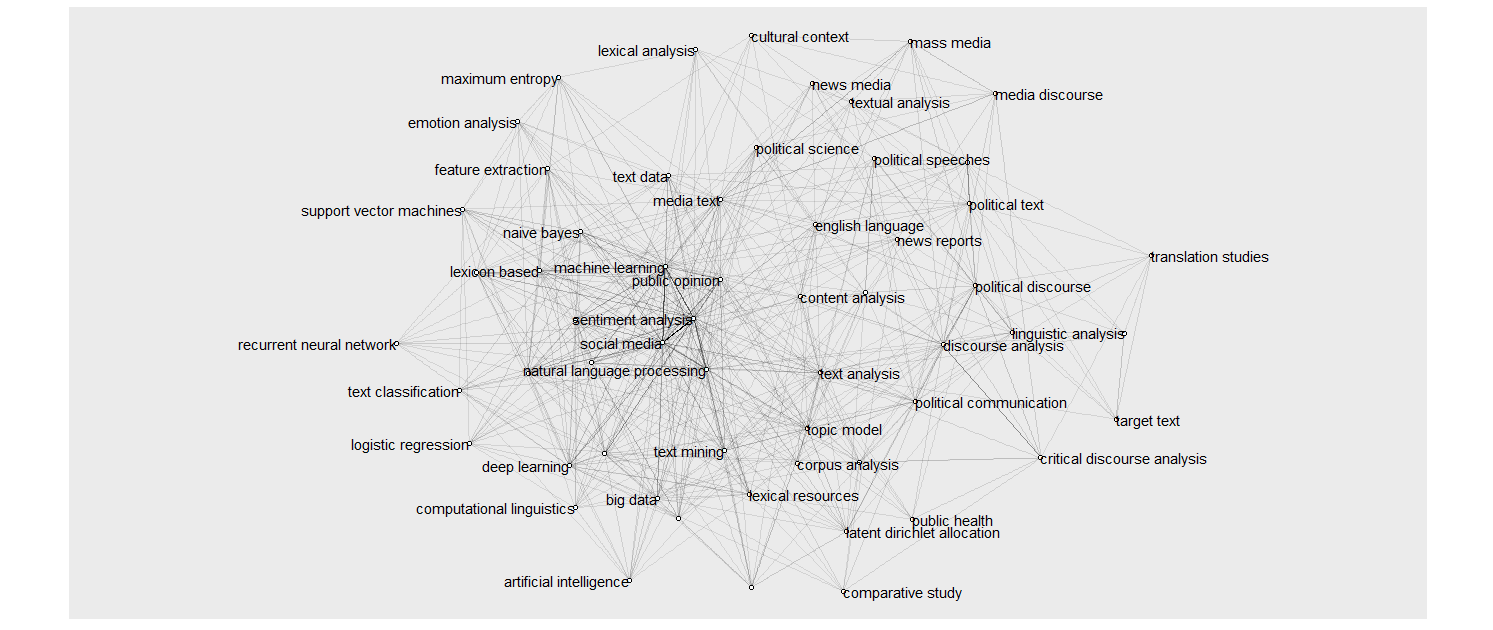 cultural context
mass media
lexical analysis
maximum entropy
news media
media discourse
textual analysis
emotion analysis
political science
political speeches
feature extraction
text data
media text
political text
support vector machines
english language
naive bayes
news reports
translation studies
lexicon based
machine learning
public opinion
political discourse
content analysis
sentiment analysis
linguistic analysis
social media
discourse analysis
recurrent neural network
natural language processing
text analysis
text classification
political communication
target text
topic model
logistic regression
text mining
critical discourse analysis
deep learning
corpus analysis
lexical resources
big data
computational linguistics
public health
latent dirichlet allocation
artificial intelligence
comparative study